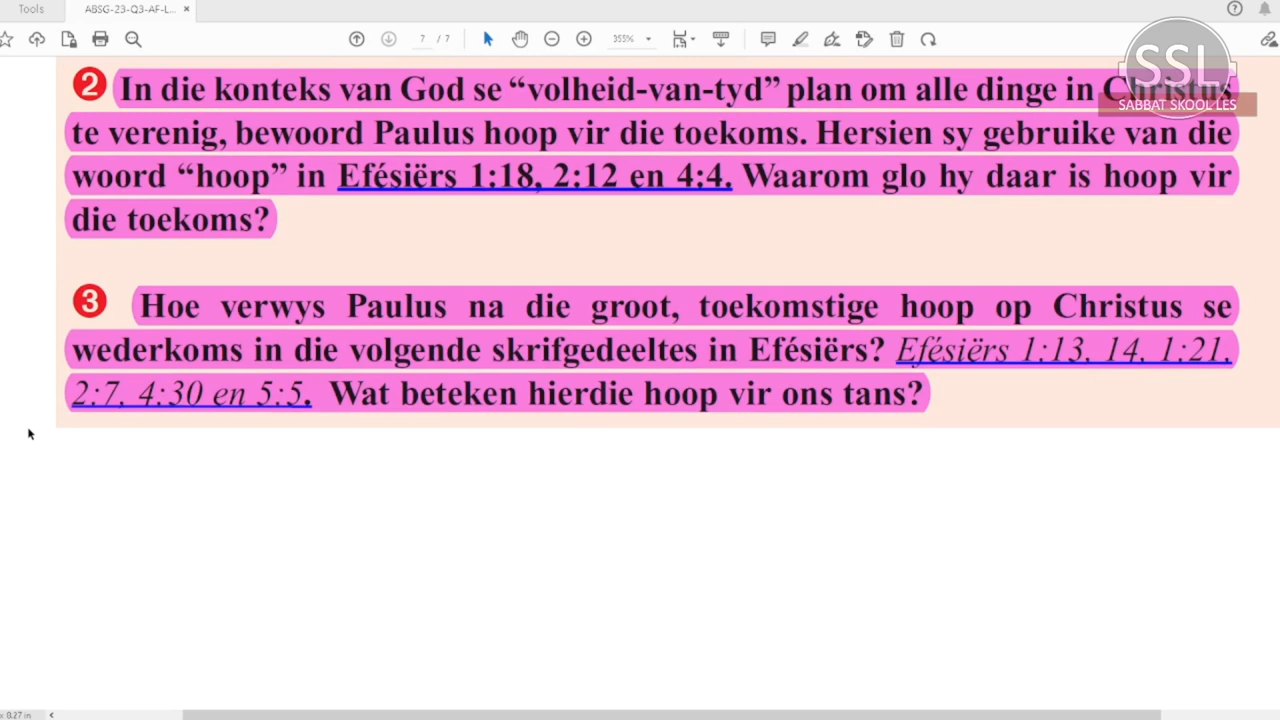 Tools
ABSG-23-Q3-AF-L... ×
7 / 7
355%
SSL
SABBAT SKOOL LES
2 In die konteks van God se “volheid-van-tyd” plan om alle dinge in Christus
te verenig, bewoord Paulus hoop vir die toekoms. Hersien sy gebruike van die
woord “hoop” in Efésiërs 1:18, 2:12 en 4:4. Waarom glo hy daar is hoop vir
die toekoms?
3 Hoe verwys Paulus na die groot, toekomstige hoop op Christus se
wederkoms in die volgende skrifgedeeltes in Efésiërs? Efésiërs 1:13, 14, 1:21,
2:7, 4:30 en 5:5. Wat beteken hierdie hoop vir ons tans?
x 8.27 in